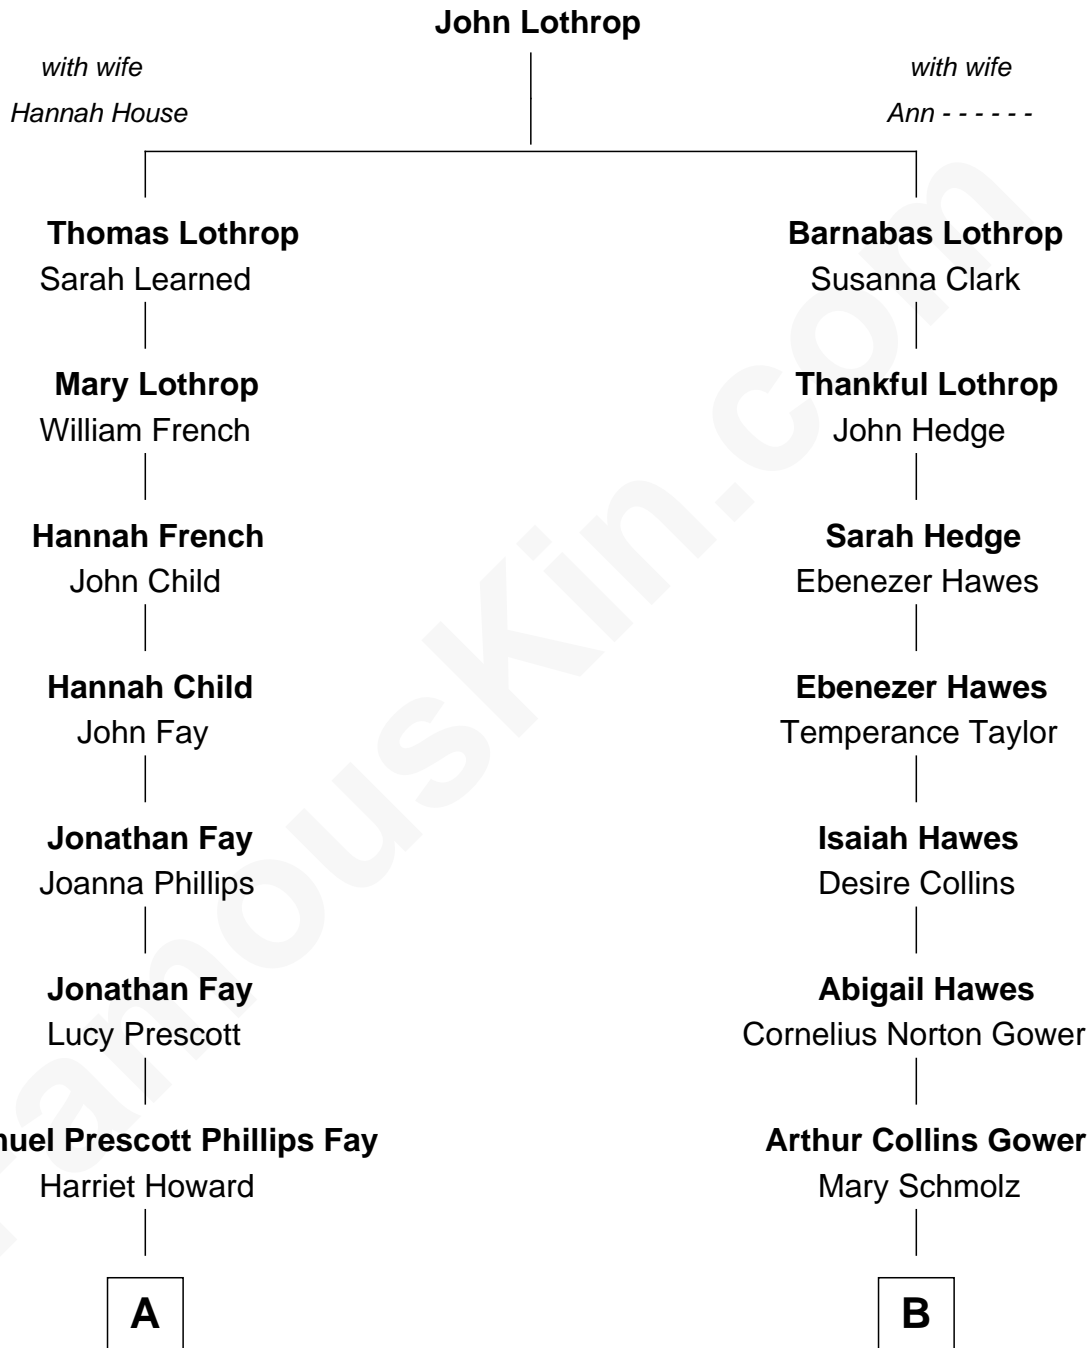 John Lothrop
with wife
Hannah House
with wife
Ann - - - - - -
Thomas Lothrop
Sarah Learned
Barnabas Lothrop
Susanna Clark
Mary Lothrop
William French
Thankful Lothrop
John Hedge
Hannah French
John Child
Sarah Hedge
Ebenezer Hawes
Hannah Child
John Fay
Ebenezer Hawes
Temperance Taylor
Jonathan Fay
Joanna Phillips
Isaiah Hawes
Desire Collins
Jonathan Fay
Lucy Prescott
Abigail Hawes
Cornelius Norton Gower
nuel Prescott Phillips Fay
Harriet Howard
Arthur Collins Gower
Mary Schmolz
A
B
FamousKin.com